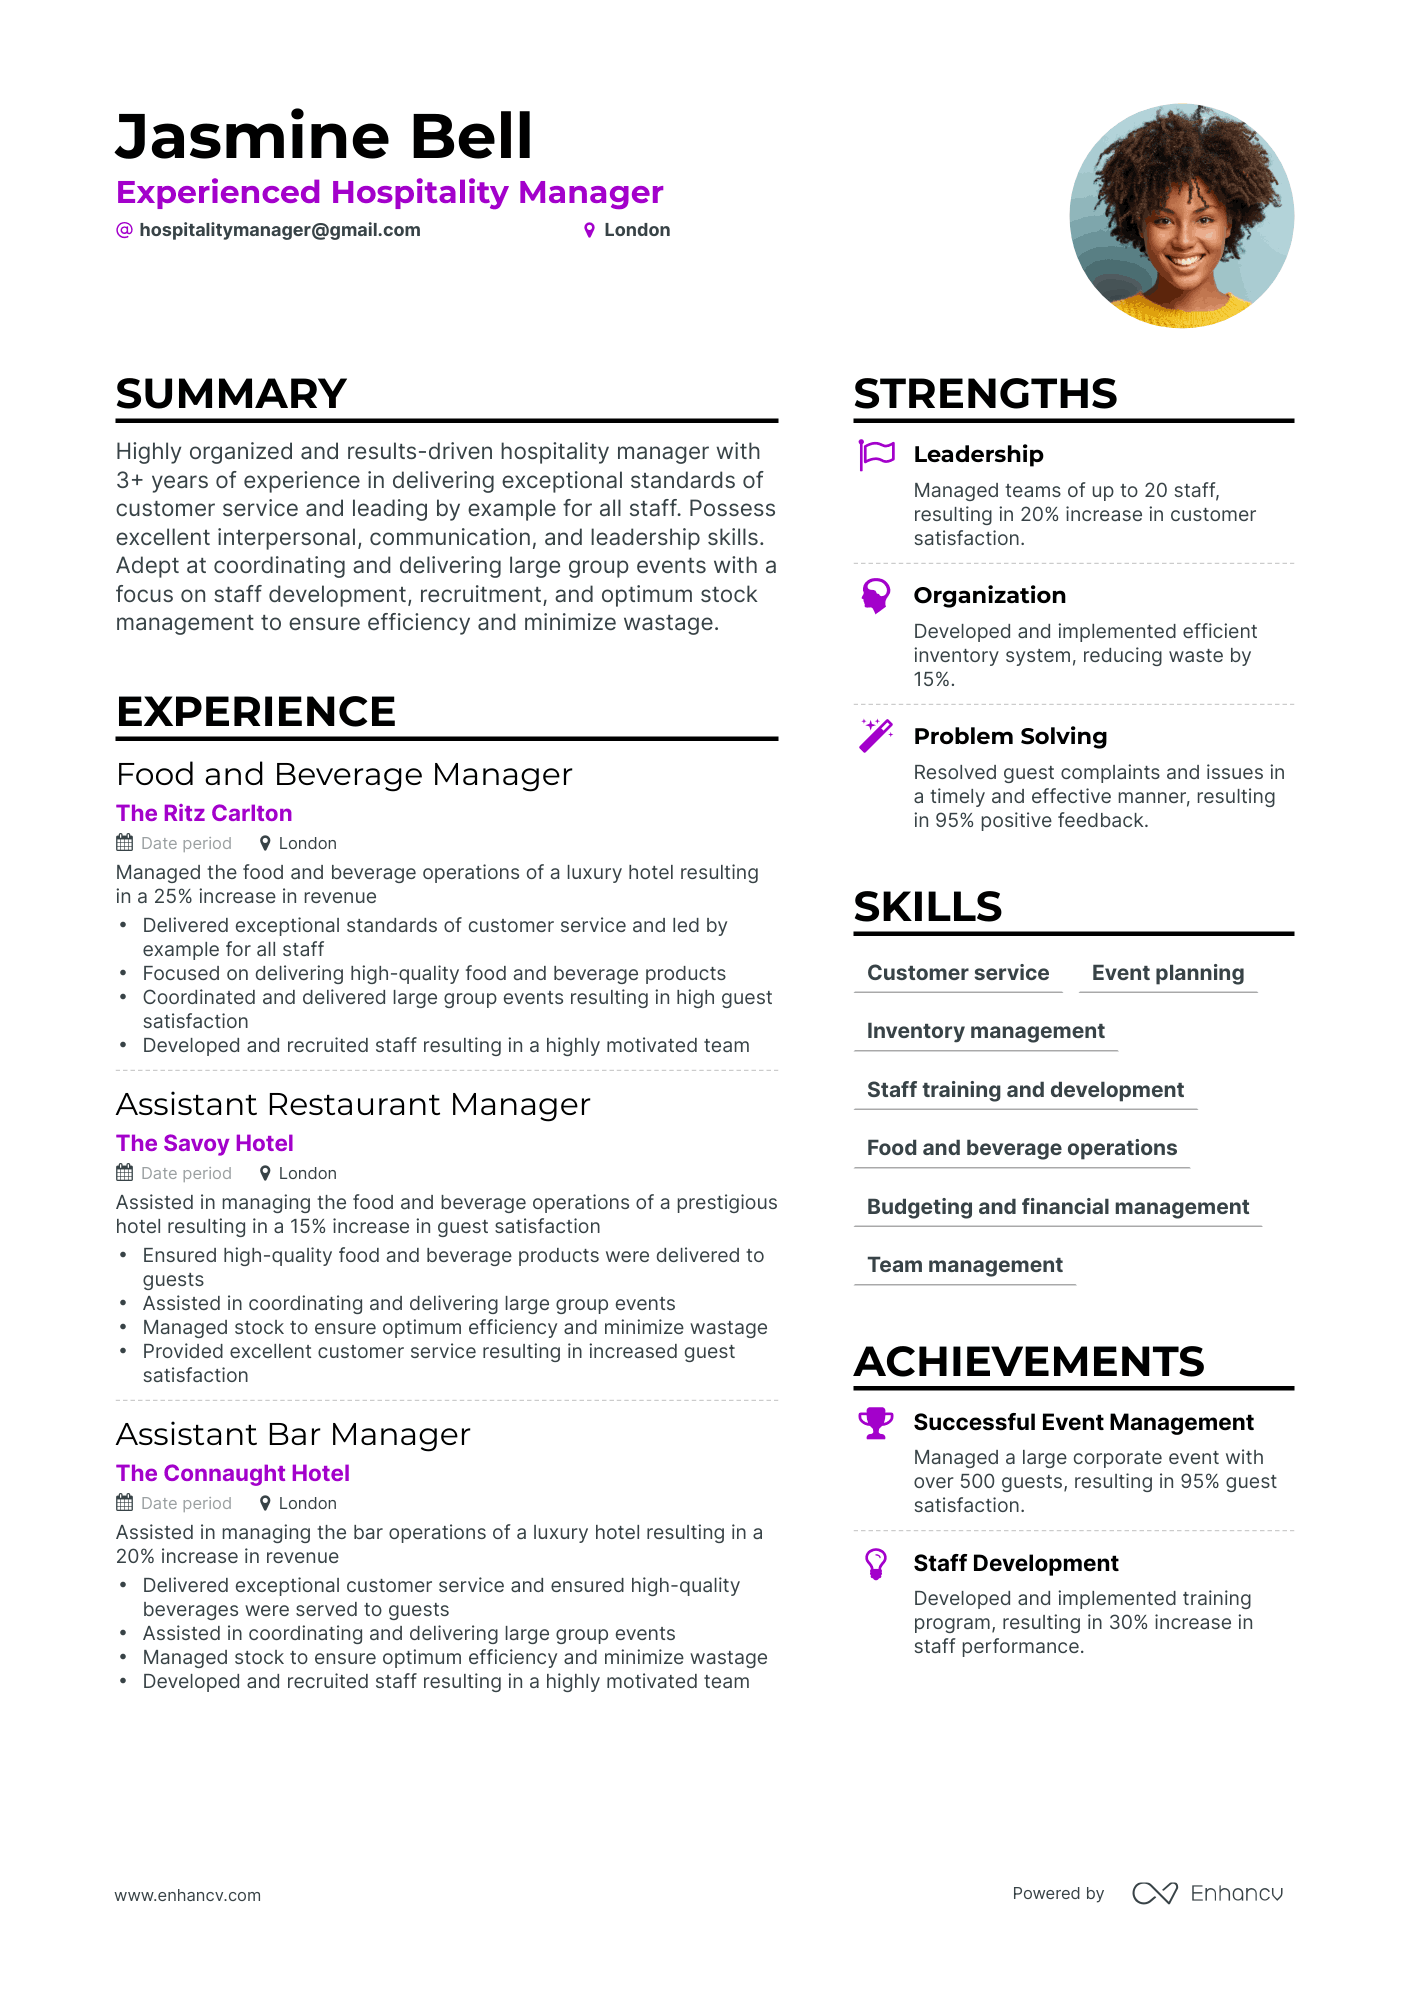 Jasmine Bell
Experienced Hospitality Manager
@ hospitalitymanager@gmail.com London
SUMMARY
Highly organized and results-driven hospitality manager with
3+ years of experience in delivering exceptional standards of
customer service and leading by example for all staff. Possess
excellent interpersonal, communication, and leadership skills.
Adept at coordinating and delivering large group events with a
focus on staff development, recruitment, and optimum stock
management to ensure efficiency and minimize wastage.
EXPERIENCE
Food and Beverage Manager
The Ritz Carlton
Date period London
Managed the food and beverage operations of a luxury hotel resulting
in a 25% increase in revenue
• Delivered exceptional standards of customer service and led by
example for all staff
• Focused on delivering high-quality food and beverage products
• Coordinated and delivered large group events resulting in high guest
satisfaction
• Developed and recruited staff resulting in a highly motivated team
Assistant Restaurant Manager
The Savoy Hotel
Date period London
Assisted in managing the food and beverage operations of a prestigious
hotel resulting in a 15% increase in guest satisfaction
• Ensured high-quality food and beverage products were delivered to
guests
• Assisted in coordinating and delivering large group events
• Managed stock to ensure optimum efficiency and minimize wastage
• Provided excellent customer service resulting in increased guest
satisfaction
Assistant Bar Manager
The Connaught Hotel
Date period London
Assisted in managing the bar operations of a luxury hotel resulting in a
20% increase in revenue
• Delivered exceptional customer service and ensured high-quality
beverages were served to guests
• Assisted in coordinating and delivering large group events
• Managed stock to ensure optimum efficiency and minimize wastage
• Developed and recruited staff resulting in a highly motivated team
STRENGTHS
Leadership
Managed teams of up to 20 staff,
resulting in 20% increase in customer
satisfaction.
Organization
Developed and implemented efficient
inventory system, reducing waste by
15%.
Problem Solving
Resolved guest complaints and issues in
a timely and effective manner, resulting
in 95% positive feedback.
SKILLS
Customer service Event planning
Inventory management
Staff training and development
Food and beverage operations
Budgeting and financial management
Team management
ACHIEVEMENTS
Successful Event Management
Managed a large corporate event with
over 500 guests, resulting in 95% guest
satisfaction.
Staff Development
Developed and implemented training
program, resulting in 30% increase in
staff performance.
www.enhancv.com
Powered by Enhancv